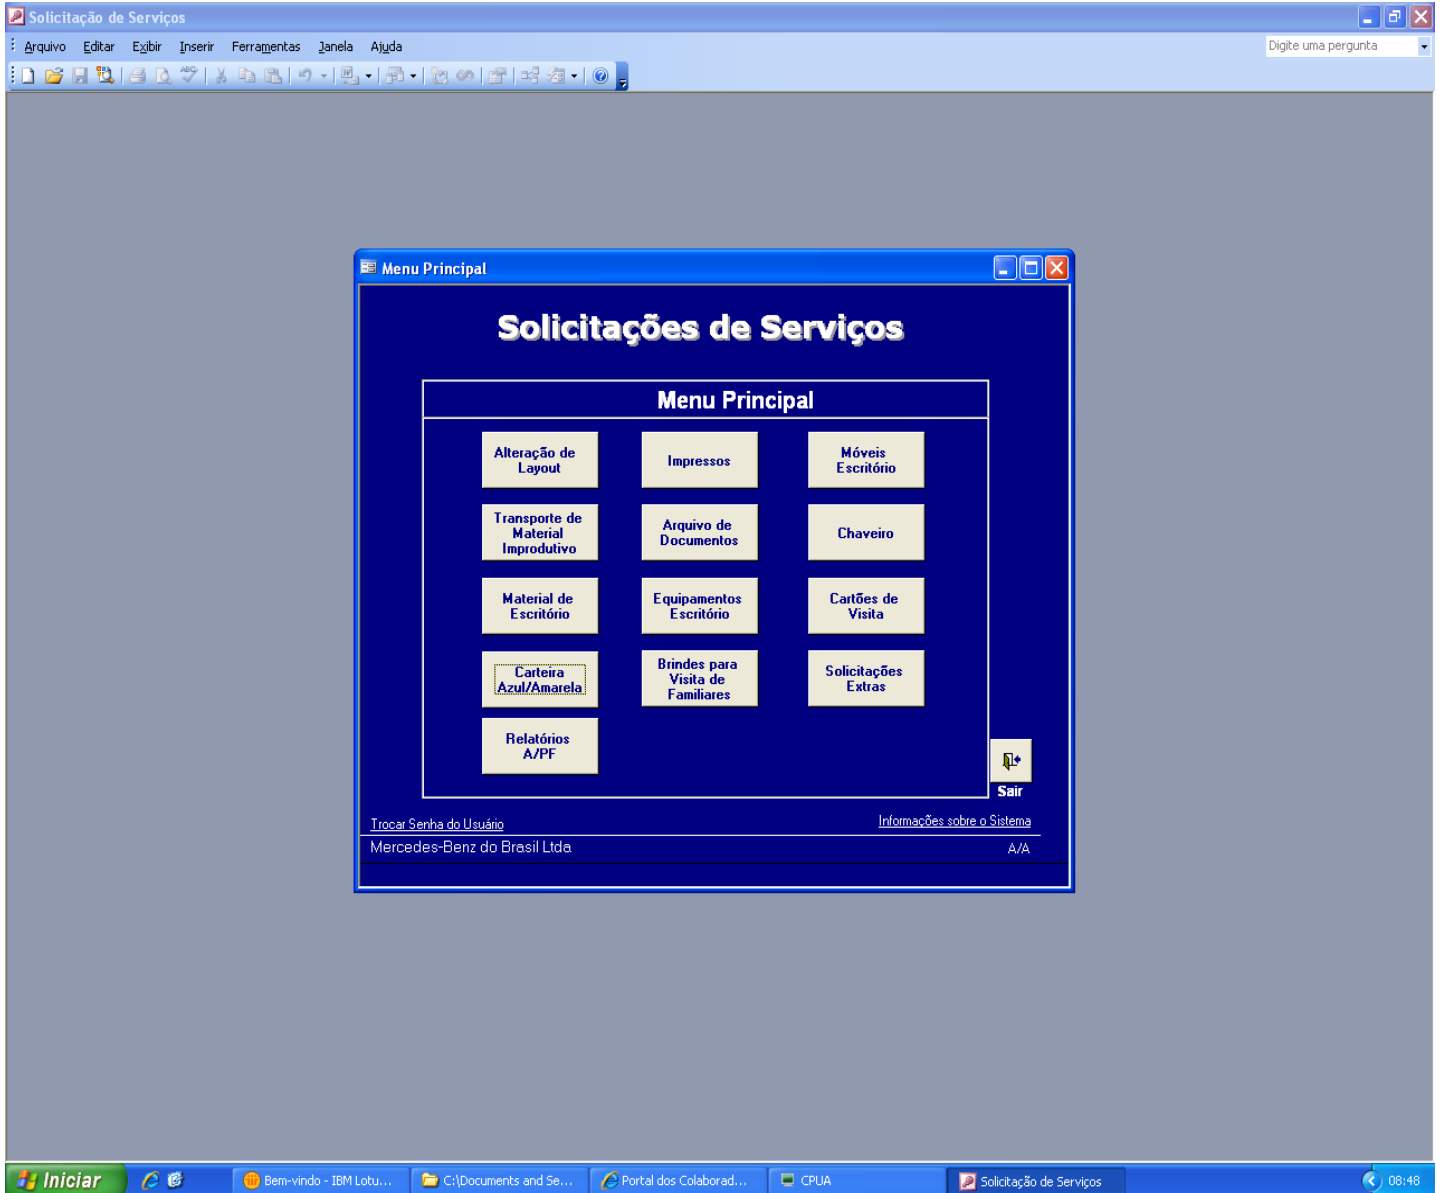 Solicitação de Serviços
Arquivo Editar Exibir Inserir Ferramentas Janela Ajuda
Digite uma pergunta
Menu Principal
Solicitações de Serviços
Menu Principal
Alteração de
Layout
Impressos
Móveis
Escritório
Transporte de
Material
Improdutivo
Arquivo de
Documentos
Chaveiro
Material de
Escritório
Equipamentos
Escritório
Cartões de
Visita
Carteira
Azul/Amarela
Brindes para
Visita de
Familiares
Solicitações
Extras
Relatórios
A/PF
Sair
Trocar Senha do Usuário
Informações sobre o Sistema
Mercedes-Benz do Brasil Ltda
A/A
Iniciar
Bem-vindo - IBM Lotu...
C:\Documents and Se...
Portal dos Colaborad...
CPUA
Solicitação de Serviços
08:48